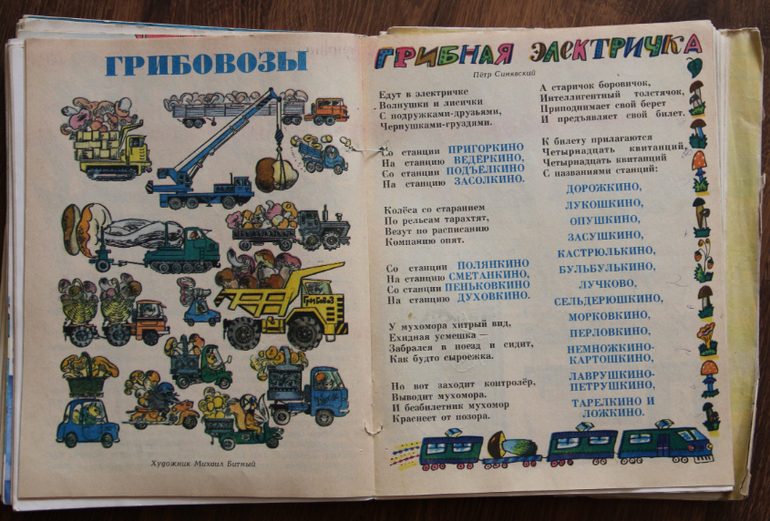 ГРИБОВОЗЫ
ГРИБОВОЗ
Художник Михаил Битный
ГРИБНАЯ ЭЛЕКТРИЧКА
Пётр Синявский
Едут в электричке
Волнушки и лисички
С подружками-друзьями,
Чернушками-груздями.
Со станции ПРИГОРКИНО
На станцию ВЕДЕРКИНО,
Со станции ПОДЪЕЛКИНО
На станцию ЗАСОЛКИНО.
Колёса со старанием
По рельсам тарахтят,
Везут по расписанию
Компанию опят.
Со станции ПОЛЯНКИНО
На станцию СМЕТАНКИНО,
Со станции ПЕНЬКОВКИНО
На станцию ДУХОВКИНО.
У мухомора хитрый вид,
Ехидная усмешка —
Забрался в поезд и сидит,
Как будто сыроежка.
Но вот заходит контролёр,
Выводит мухомора.
И безбилетник мухомор
Краснеет от позора.
А старичок боровичок,
Интеллигентный толстячок,
Приподнимает свой берет
И предъявляет свой билет.
К билету прилагаются
Четырнадцать квитанций,
Четырнадцать квитанций
С названиями станций:
ДОРОЖКИНО,
ЛУКОШКИНО,
ОПУШКИНО,
ЗАСУШКИНО,
КАСТРЮЛЬКИНО,
БУЛЬБУЛЬКИНО,
ЛУЧКОВО,
СЕЛЬДЕРЮШКИНО,
МОРКОВКИНО,
ПЕРЛОВКИНО,
НЕМНОЖКИНО-
КАРТОШКИНО,
ЛАВРУШКИНО-
ПЕТРУШКИНО,
ТАРЕЛКИНО И
ЛОЖКИНО.